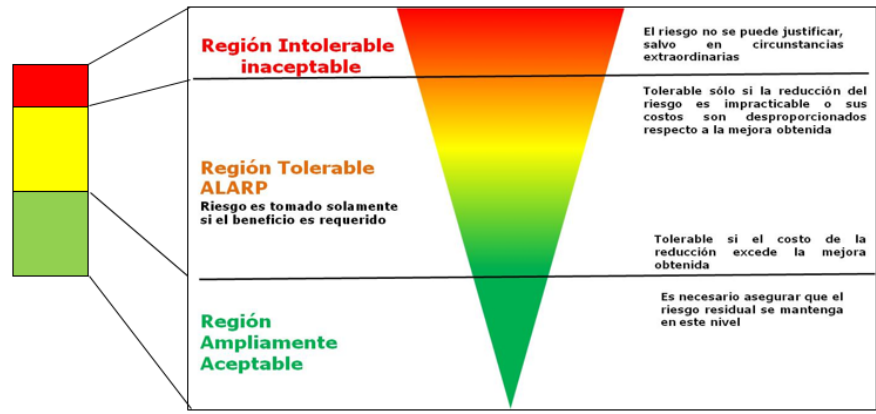 Región Intolerable
inaceptable
El riesgo no se puede justificar,
salvo en circunstancias
extraordinarias
Tolerable sólo si la reducción del
riesgo es impracticable o sus
costos son desproporcionados
respecto a la mejora obtenida
Región Tolerable
ALARP
Riesgo es tomado solamente
si el beneficio es requerido
Tolerable si el costo de la
reducción excede la mejora
obtenida
Región
Ampliamente
Aceptable
Es necesario asegurar que el
riesgo residual se mantenga
en este nivel